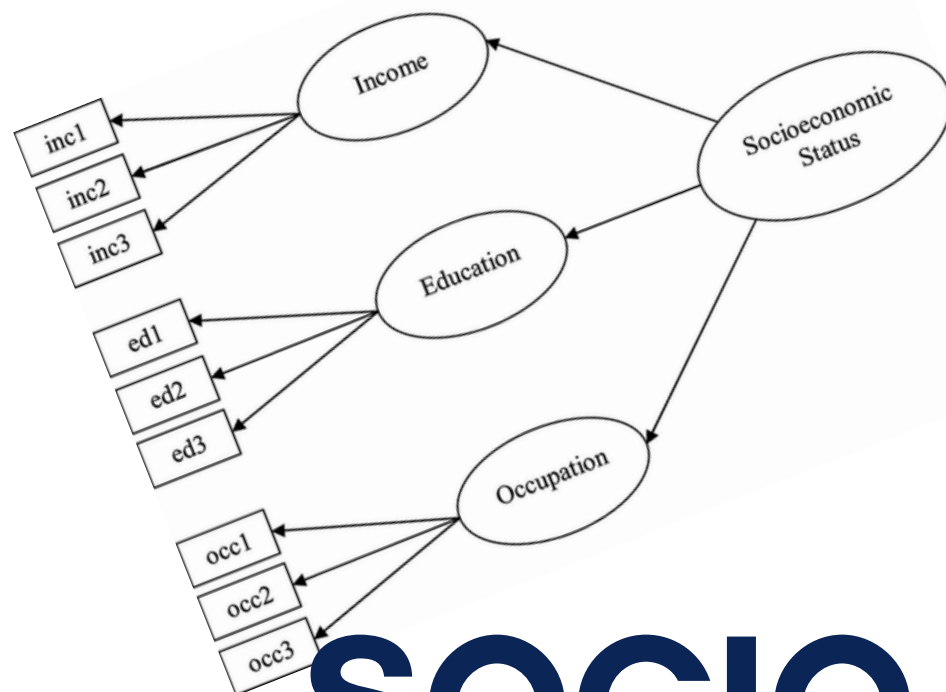 Income
Socioeconomic
Status
inc1
inc2
inc3
Education
ed1
ed2
ed3
Occupation
occ1
occ2
occ3
SOCIO